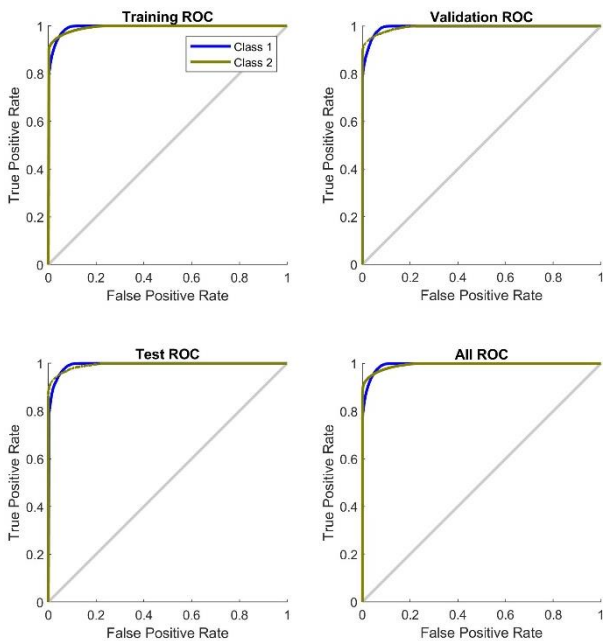 Training ROC
Class 1
Class 2
True Positive Rate
1
0.8
0.6
0.4
0.2
0
0 0.2 0.4 0.6 0.8 1
False Positive Rate
Validation ROC
True Positive Rate
1
0.8
0.6
0.4
0.2
0
0 0.2 0.4 0.6 0.8 1
False Positive Rate
Test ROC
True Positive Rate
1
0.8
0.6
0.4
0.2
0
0 0.2 0.4 0.6 0.8 1
False Positive Rate
All ROC
True Positive Rate
1
0.8
0.6
0.4
0.2
0
0 0.2 0.4 0.6 0.8 1
False Positive Rate